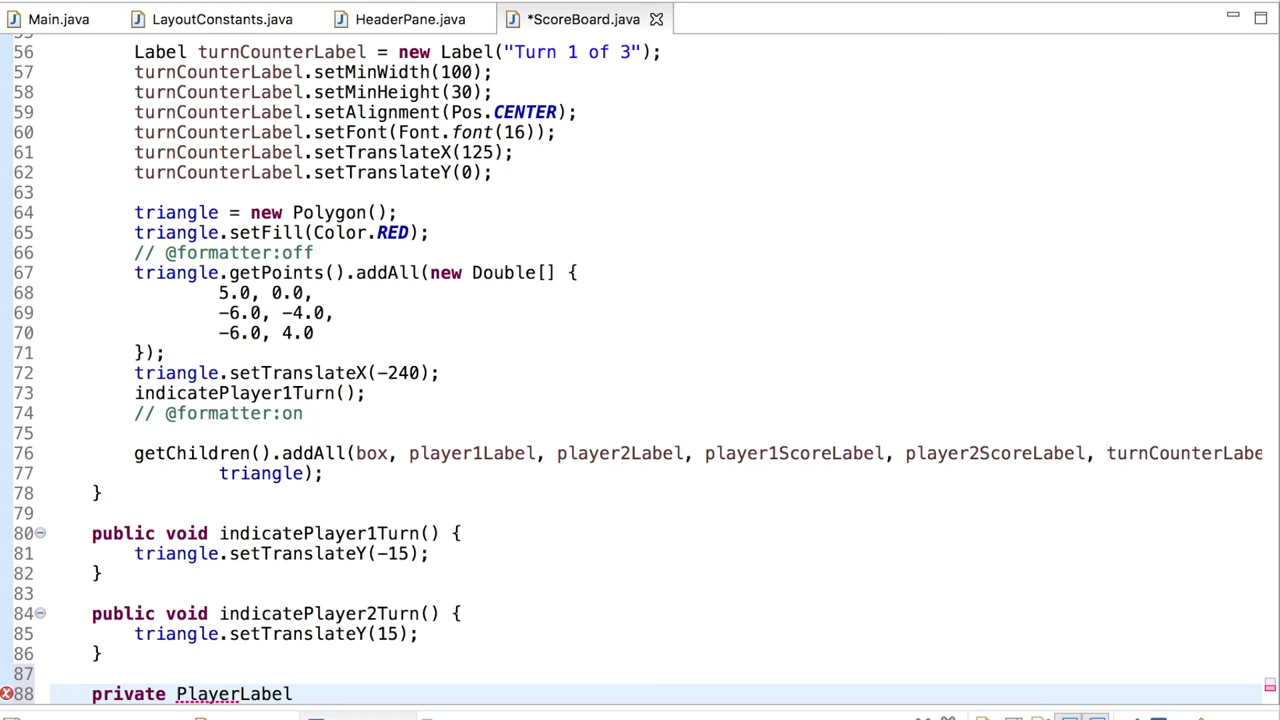 Main.java LayoutConstants.java HeaderPane.java *ScoreBoard.java
56 Label turnCounterLabel = new Label("Turn 1 of 3");
57 turnCounterLabel.setMinWidth(100);
58 turnCounterLabel.setMinHeight(30);
59 turnCounterLabel.setAlignment(Pos.CENTER);
60 turnCounterLabel.setFont(Font.font(16));
61 turnCounterLabel.setTranslateX(125);
62 turnCounterLabel.setTranslateY(0);
63
64 triangle = new Polygon();
65 triangle.setFill(Color.RED);
66 // @formatter:off
67 triangle.getPoints().addAll(new Double[] {
68 5.0, 0.0,
69 -6.0, -4.0,
70 -6.0, 4.0
71 });
72 triangle.setTranslateX(-240);
73 indicatePlayer1Turn();
74 // @formatter:on
75
76 getChildren().addAll(box, player1Label, player2Label, player1ScoreLabel, player2ScoreLabel, turnCounterLabe
77 triangle);
78 }
79
80 public void indicatePlayer1Turn() {
81 triangle.setTranslateY(-15);
82 }
83
84 public void indicatePlayer2Turn() {
85 triangle.setTranslateY(15);
86 }
87
88 private PlayerLabel